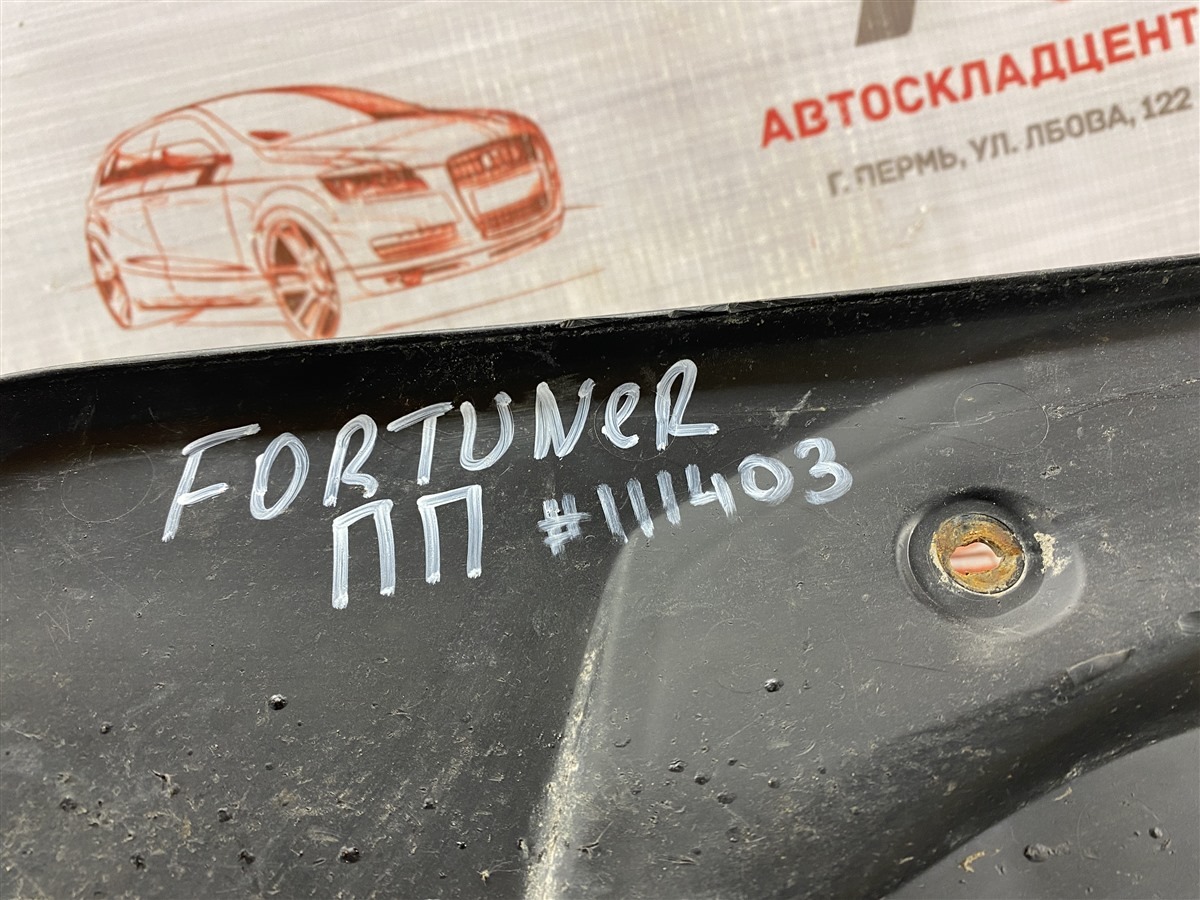 АВТОСКЛАДЦЕНТ
Г. ПЕРМЬ, УЛ. ЛБОВА, 122
FORTUNeR
ПП #111403